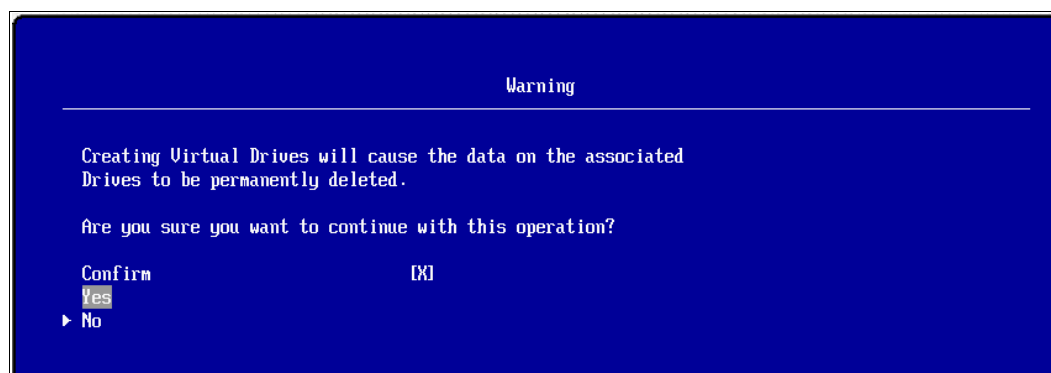 Warning
Creating Virtual Drives will cause the data on the associated
Drives to be permanently deleted.
Are you sure you want to continue with this operation?
Confirm [X]
Yes
No